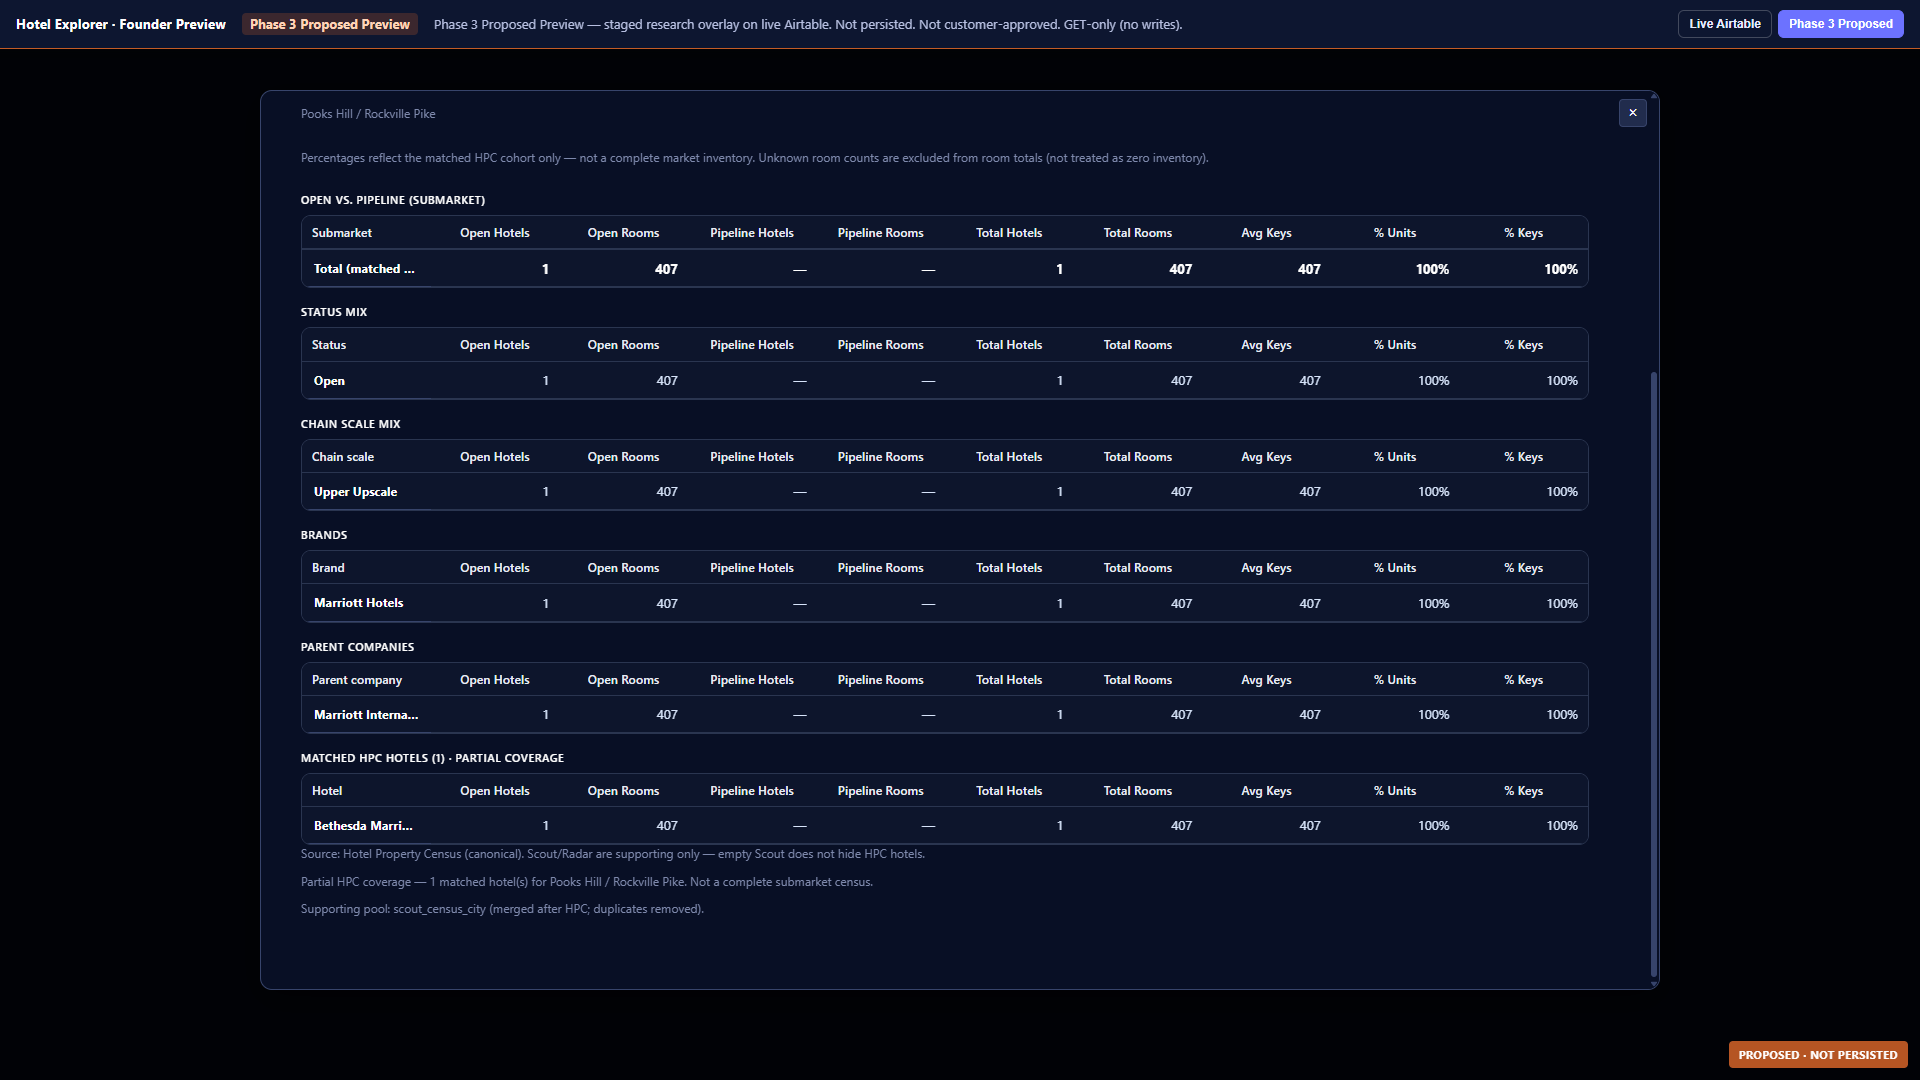 Hotel Explorer · Founder Preview
Phase 3 Proposed Preview
Phase 3 Proposed Preview — staged research overlay on live Airtable. Not persisted. Not customer-approved. GET-only (no writes).
Live Airtable
Phase 3 Proposed
Pooks Hill / Rockville Pike
×
Percentages reflect the matched HPC cohort only — not a complete market inventory. Unknown room counts are excluded from room totals (not treated as zero inventory).
OPEN VS. PIPELINE (SUBMARKET)
Submarket Open Hotels Open Rooms Pipeline Hotels Pipeline Rooms Total Hotels Total Rooms Avg Keys % Units % Keys
Total (matched ... 1 407 — — 1 407 407 100% 100%
STATUS MIX
Status Open Hotels Open Rooms Pipeline Hotels Pipeline Rooms Total Hotels Total Rooms Avg Keys % Units % Keys
Open 1 407 — — 1 407 407 100% 100%
CHAIN SCALE MIX
Chain scale Open Hotels Open Rooms Pipeline Hotels Pipeline Rooms Total Hotels Total Rooms Avg Keys % Units % Keys
Upper Upscale 1 407 — — 1 407 407 100% 100%
BRANDS
Brand Open Hotels Open Rooms Pipeline Hotels Pipeline Rooms Total Hotels Total Rooms Avg Keys % Units % Keys
Marriott Hotels 1 407 — — 1 407 407 100% 100%
PARENT COMPANIES
Parent company Open Hotels Open Rooms Pipeline Hotels Pipeline Rooms Total Hotels Total Rooms Avg Keys % Units % Keys
Marriott Interna... 1 407 — — 1 407 407 100% 100%
MATCHED HPC HOTELS (1) · PARTIAL COVERAGE
Hotel Open Hotels Open Rooms Pipeline Hotels Pipeline Rooms Total Hotels Total Rooms Avg Keys % Units % Keys
Bethesda Marri... 1 407 — — 1 407 407 100% 100%
Source: Hotel Property Census (canonical). Scout/Radar are supporting only — empty Scout does not hide HPC hotels.
Partial HPC coverage — 1 matched hotel(s) for Pooks Hill / Rockville Pike. Not a complete submarket census.
Supporting pool: scout_census_city (merged after HPC; duplicates removed).
PROPOSED · NOT PERSISTED